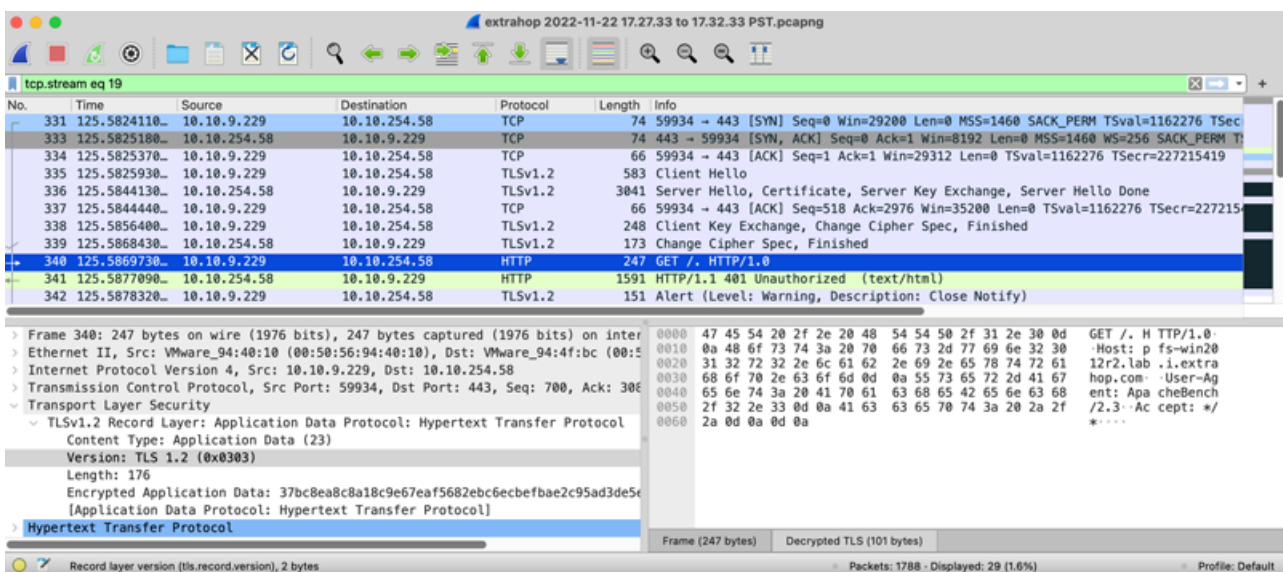 extrahop 2022-11-22 17.27.33 to 17.32.33 PST.pcapng
tcp.stream eq 19
No. Time Source Destination Protocol Length Info
331 125.5824110… 10.10.9.229 10.10.254.58 TCP 74 59934 → 443 [SYN] Seq=0 Win=29200 Len=0 MSS=1460 SACK_PERM TSval=1162276 TSec
333 125.5825180… 10.10.254.58 10.10.9.229 TCP 74 443 → 59934 [SYN, ACK] Seq=0 Ack=1 Win=8192 Len=0 MSS=1460 WS=256 SACK_PERM T
334 125.5825370… 10.10.9.229 10.10.254.58 TCP 66 59934 → 443 [ACK] Seq=1 Ack=1 Win=29312 Len=0 TSval=1162276 TSecr=227215419
335 125.5825930… 10.10.9.229 10.10.254.58 TLSv1.2 583 Client Hello
336 125.5844130… 10.10.254.58 10.10.9.229 TLSv1.2 3041 Server Hello, Certificate, Server Key Exchange, Server Hello Done
337 125.5844440… 10.10.9.229 10.10.254.58 TCP 66 59934 → 443 [ACK] Seq=518 Ack=2976 Win=35200 Len=0 TSval=1162276 TSecr=227215
338 125.5856400… 10.10.9.229 10.10.254.58 TLSv1.2 248 Client Key Exchange, Change Cipher Spec, Finished
339 125.5868430… 10.10.254.58 10.10.9.229 TLSv1.2 173 Change Cipher Spec, Finished
340 125.5869730… 10.10.9.229 10.10.254.58 HTTP 247 GET /. HTTP/1.0
341 125.5877090… 10.10.254.58 10.10.9.229 HTTP 1591 HTTP/1.1 401 Unauthorized (text/html)
342 125.5878320… 10.10.9.229 10.10.254.58 TLSv1.2 151 Alert (Level: Warning, Description: Close Notify)
Frame 340: 247 bytes on wire (1976 bits), 247 bytes captured (1976 bits) on inter
Ethernet II, Src: VMware_94:40:10 (00:50:56:94:40:10), Dst: VMware_94:4f:bc (00:5
Internet Protocol Version 4, Src: 10.10.9.229, Dst: 10.10.254.58
Transmission Control Protocol, Src Port: 59934, Dst Port: 443, Seq: 700, Ack: 308
Transport Layer Security
TLSv1.2 Record Layer: Application Data Protocol: Hypertext Transfer Protocol
Content Type: Application Data (23)
Version: TLS 1.2 (0x0303)
Length: 176
Encrypted Application Data: 37bc8ea8c8a18c9e67eaf5682ebc6ecbefbae2c95ad3de5e
[Application Data Protocol: Hypertext Transfer Protocol]
Hypertext Transfer Protocol
0000 47 45 54 20 2f 2e 20 48 54 54 50 2f 31 2e 30 0d GET /. H TTP/1.0·
0010 0a 48 6f 73 74 3a 20 70 66 73 2d 77 69 6e 32 30 ·Host: p fs-win20
0020 31 32 72 32 2e 6c 61 62 2e 69 2e 65 78 74 72 61 12r2.lab .i.extra
0030 68 6f 70 2e 63 6f 6d 0d 0a 55 73 65 72 2d 41 67 hop.com· ·User-Ag
0040 65 6e 74 3a 20 41 70 61 63 68 65 42 65 6e 63 68 ent: Apa cheBench
0050 2f 32 2e 33 0d 0a 41 63 63 65 70 74 3a 20 2a 2f /2.3··Ac cept: */
0060 2a 0d 0a 0d 0a *····
Frame (247 bytes) Decrypted TLS (101 bytes)
Record layer version (tls.record.version), 2 bytes Packets: 1788 · Displayed: 29 (1.6%) Profile: Default